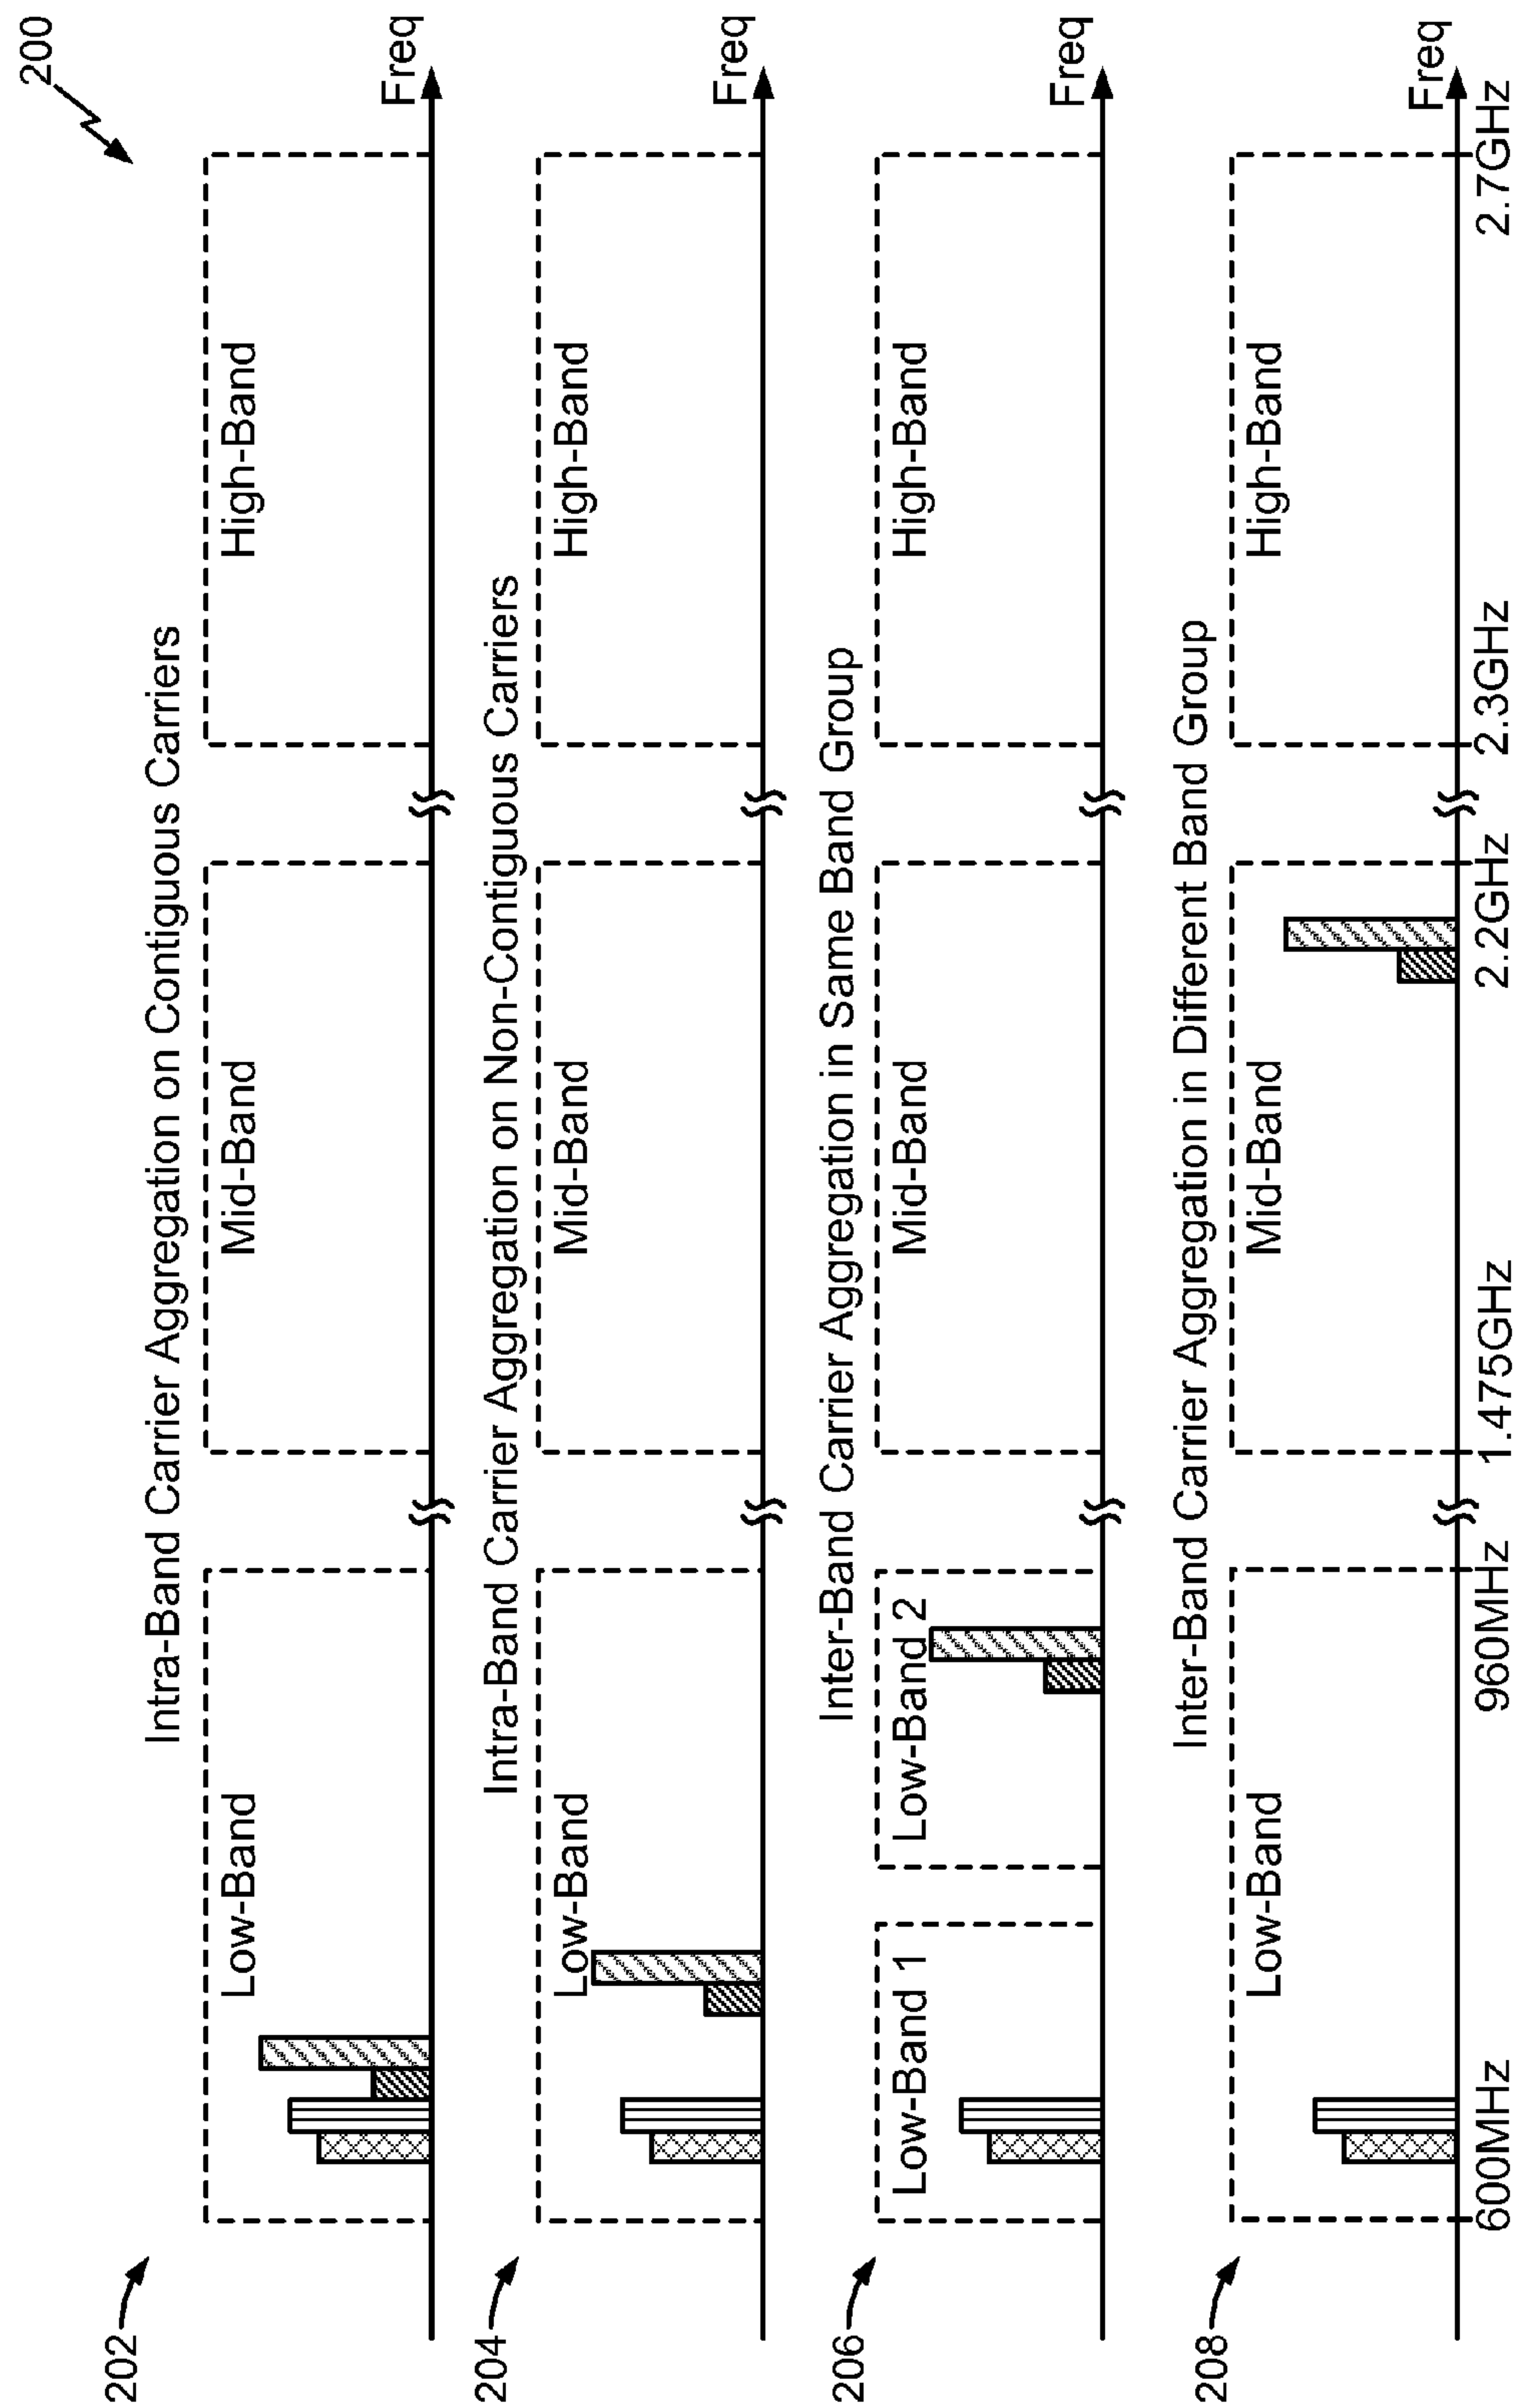 200
202
Intra-Band Carrier Aggregation on Contiguous Carriers
Low-Band
Mid-Band
High-Band
Freq
204
Intra-Band Carrier Aggregation on Non-Contiguous Carriers
Low-Band
Mid-Band
High-Band
Freq
206
Inter-Band Carrier Aggregation in Same Band Group
Low-Band 1
Low-Band 2
Mid-Band
High-Band
Freq
208
Inter-Band Carrier Aggregation in Different Band Group
Low-Band
Mid-Band
High-Band
Freq
600MHz
960MHz
1.475GHz
2.2GHz
2.3GHz
2.7GHz